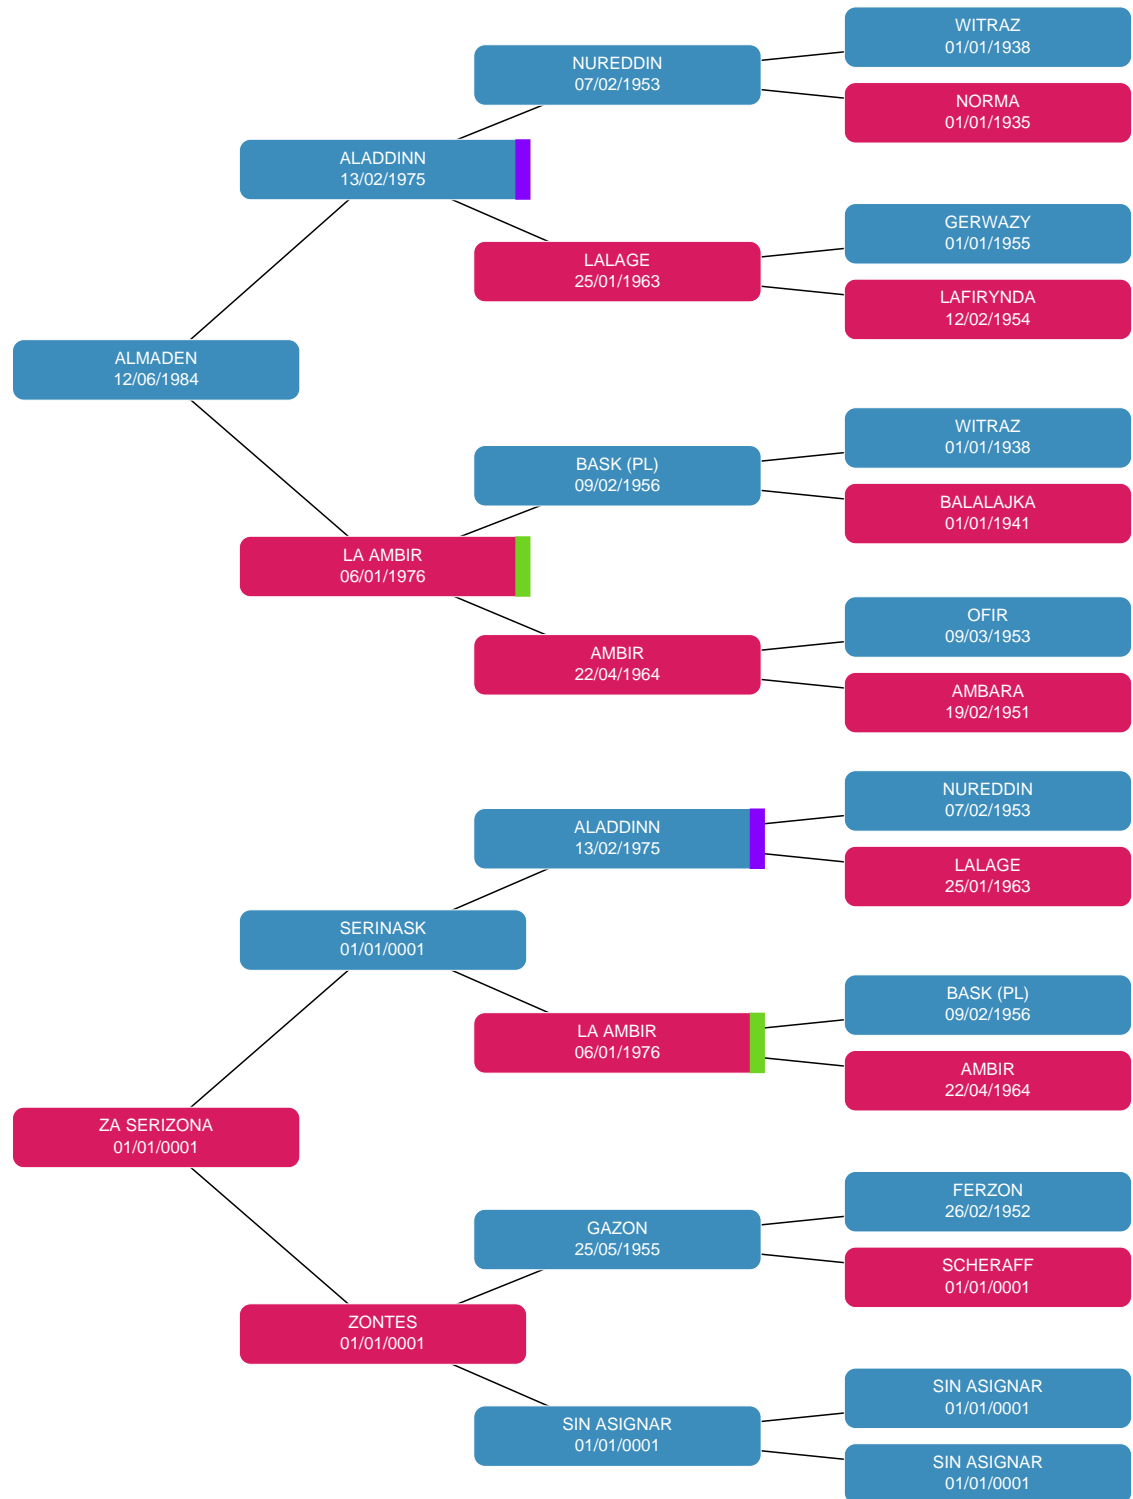 WITRAZ
01/01/1938
NUREDDIN
07/02/1953
NORMA
01/01/1935
ALADDINN
13/02/1975
GERWAZY
01/01/1955
LALAGE
25/01/1963
LAFIRYNDA
12/02/1954
ALMADEN
12/06/1984
WITRAZ
01/01/1938
BASK (PL)
09/02/1956
BALALAJKA
01/01/1941
LA AMBIR
06/01/1976
OFIR
09/03/1953
AMBIR
22/04/1964
AMBARA
19/02/1951
NUREDDIN
07/02/1953
ALADDINN
13/02/1975
LALAGE
25/01/1963
SERINASK
01/01/0001
BASK (PL)
09/02/1956
LA AMBIR
06/01/1976
AMBIR
22/04/1964
ZA SERIZONA
01/01/0001
FERZON
26/02/1952
GAZON
25/05/1955
SCHERAFF
01/01/0001
ZONTES
01/01/0001
SIN ASIGNAR
01/01/0001
SIN ASIGNAR
01/01/0001
SIN ASIGNAR
01/01/0001